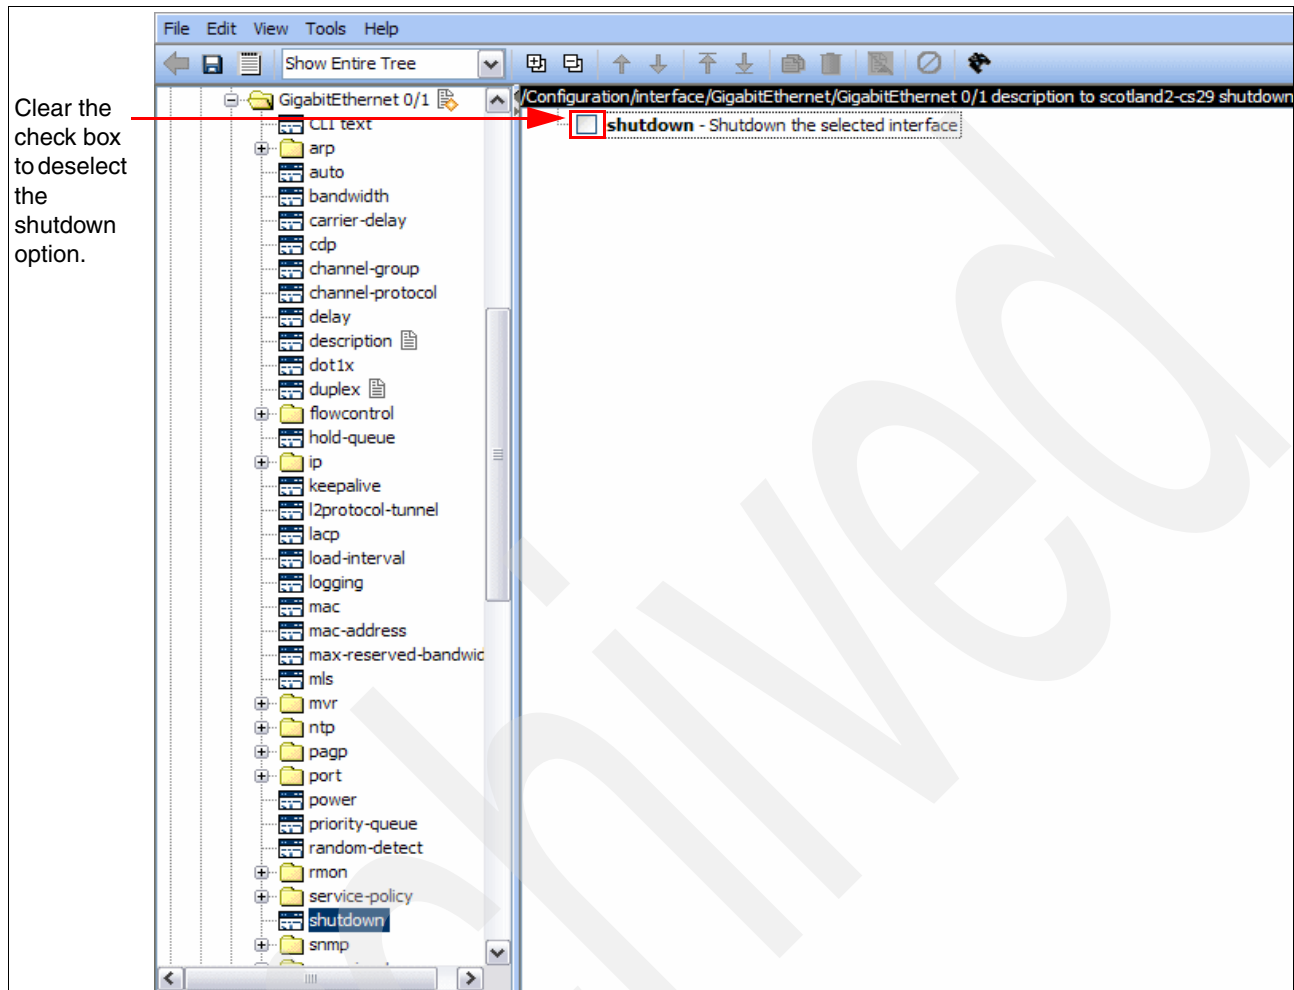 File Edit View Tools Help
Show Entire Tree
Clear the
check box
to deselect
the
shutdown
option.
GigabitEthernet 0/1
CLI text
arp
auto
bandwidth
carrier-delay
cdp
channel-group
channel-protocol
delay
description
dot1x
duplex
flowcontrol
hold-queue
ip
keepalive
l2protocol-tunnel
lacp
load-interval
logging
mac
mac-address
max-reserved-bandwid
mls
mvr
ntp
pagp
port
power
priority-queue
random-detect
rmon
service-policy
shutdown
snmp
/Configuration/interface/GigabitEthernet/GigabitEthernet 0/1 description to scotland2-cs29 shutdown
shutdown - Shutdown the selected interface